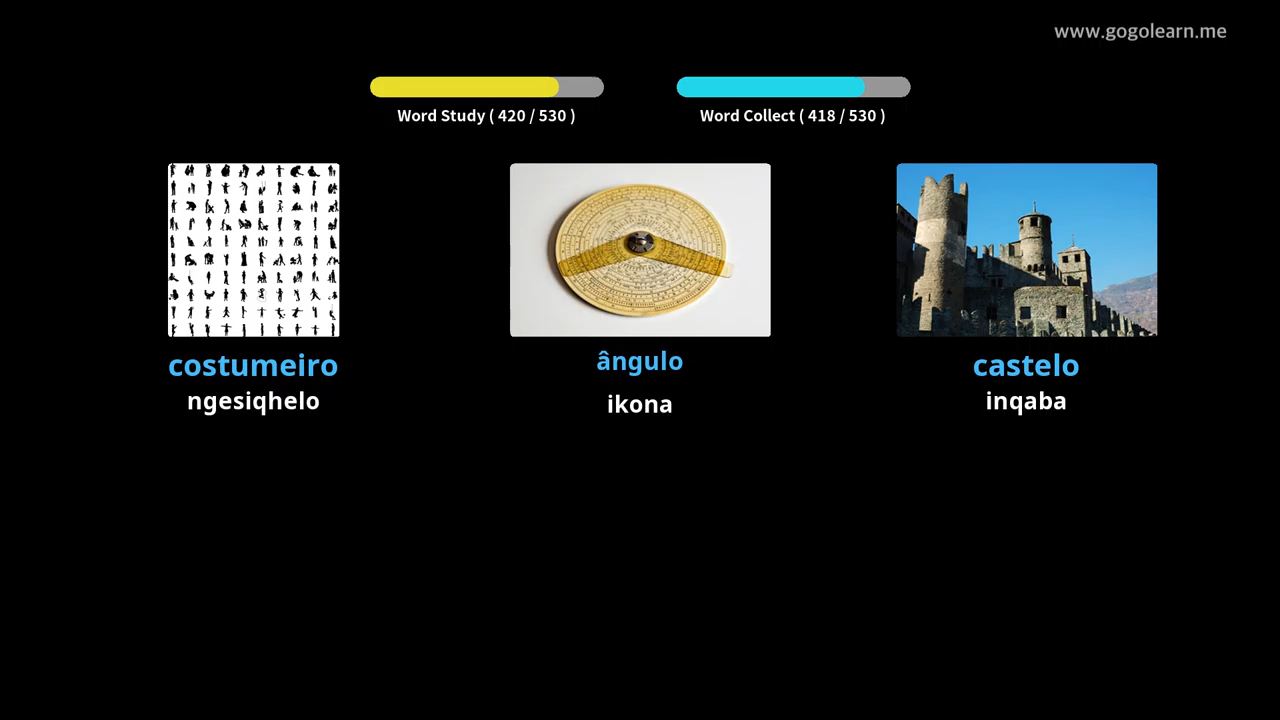 www.gogolearn.me
Word Study ( 420 / 530 )
Word Collect ( 418 / 530 )
costumeiro
ngesiqhelo
ângulo
ikona
castelo
inqaba